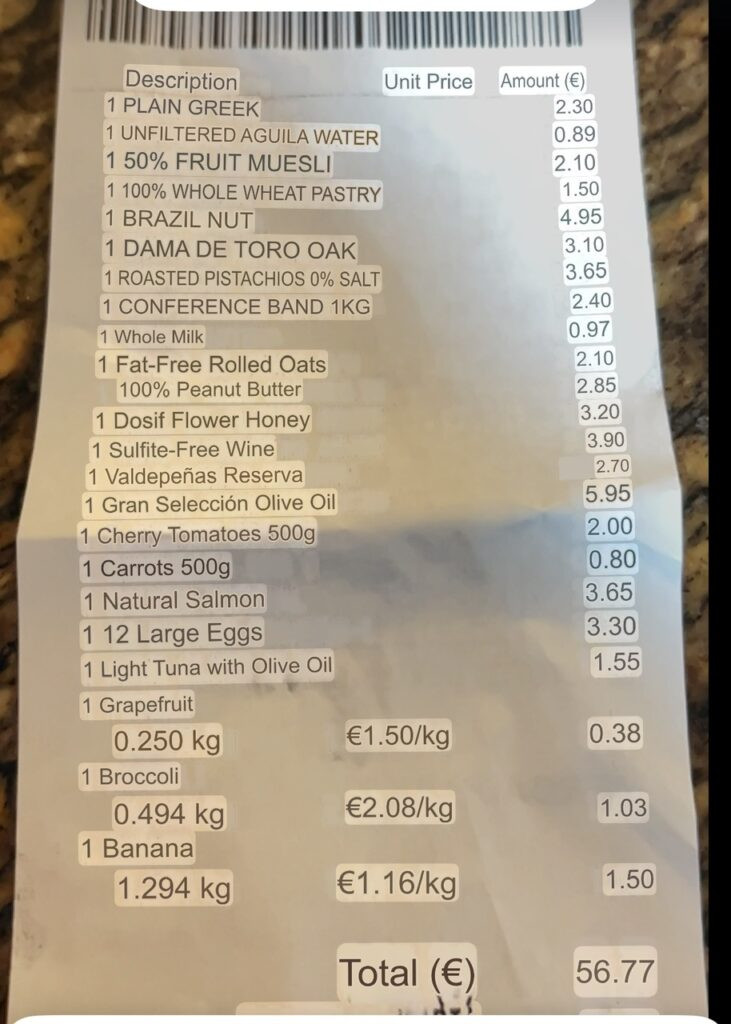 Description Unit Price Amount (€)
1 PLAIN GREEK 2.30
1 UNFILTERED AGUILA WATER 0.89
1 50% FRUIT MUESLI 2.10
1 100% WHOLE WHEAT PASTRY 1.50
1 BRAZIL NUT 4.95
1 DAMA DE TORO OAK 3.10
1 ROASTED PISTACHIOS 0% SALT 3.65
1 CONFERENCE BAND 1KG 2.40
1 Whole Milk 0.97
1 Fat-Free Rolled Oats 2.10
100% Peanut Butter 2.85
1 Dosif Flower Honey 3.20
1 Sulfite-Free Wine 3.90
1 Valdepeñas Reserva 2.70
1 Gran Selección Olive Oil 5.95
1 Cherry Tomatoes 500g 2.00
1 Carrots 500g 0.80
1 Natural Salmon 3.65
1 12 Large Eggs 3.30
1 Light Tuna with Olive Oil 1.55
1 Grapefruit
0.250 kg €1.50/kg 0.38
1 Broccoli
0.494 kg €2.08/kg 1.03
1 Banana
1.294 kg €1.16/kg 1.50
Total (€) 56.77